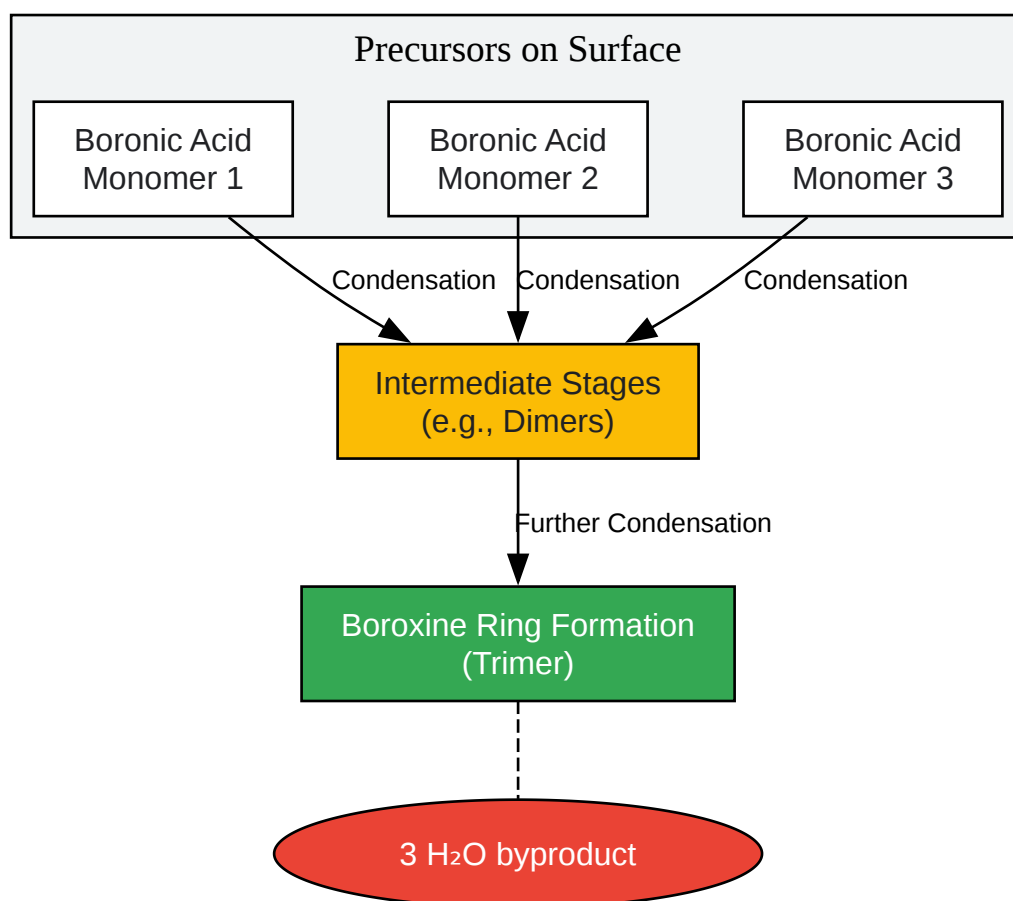 Precursors on Surface
Boronic Acid
Monomer 1
Boronic Acid
Monomer 2
Boronic Acid
Monomer 3
Condensation
Condensation
Condensation
Intermediate Stages
(e.g., Dimers)
Further Condensation
Boroxine Ring Formation
(Trimer)
3 H₂O byproduct